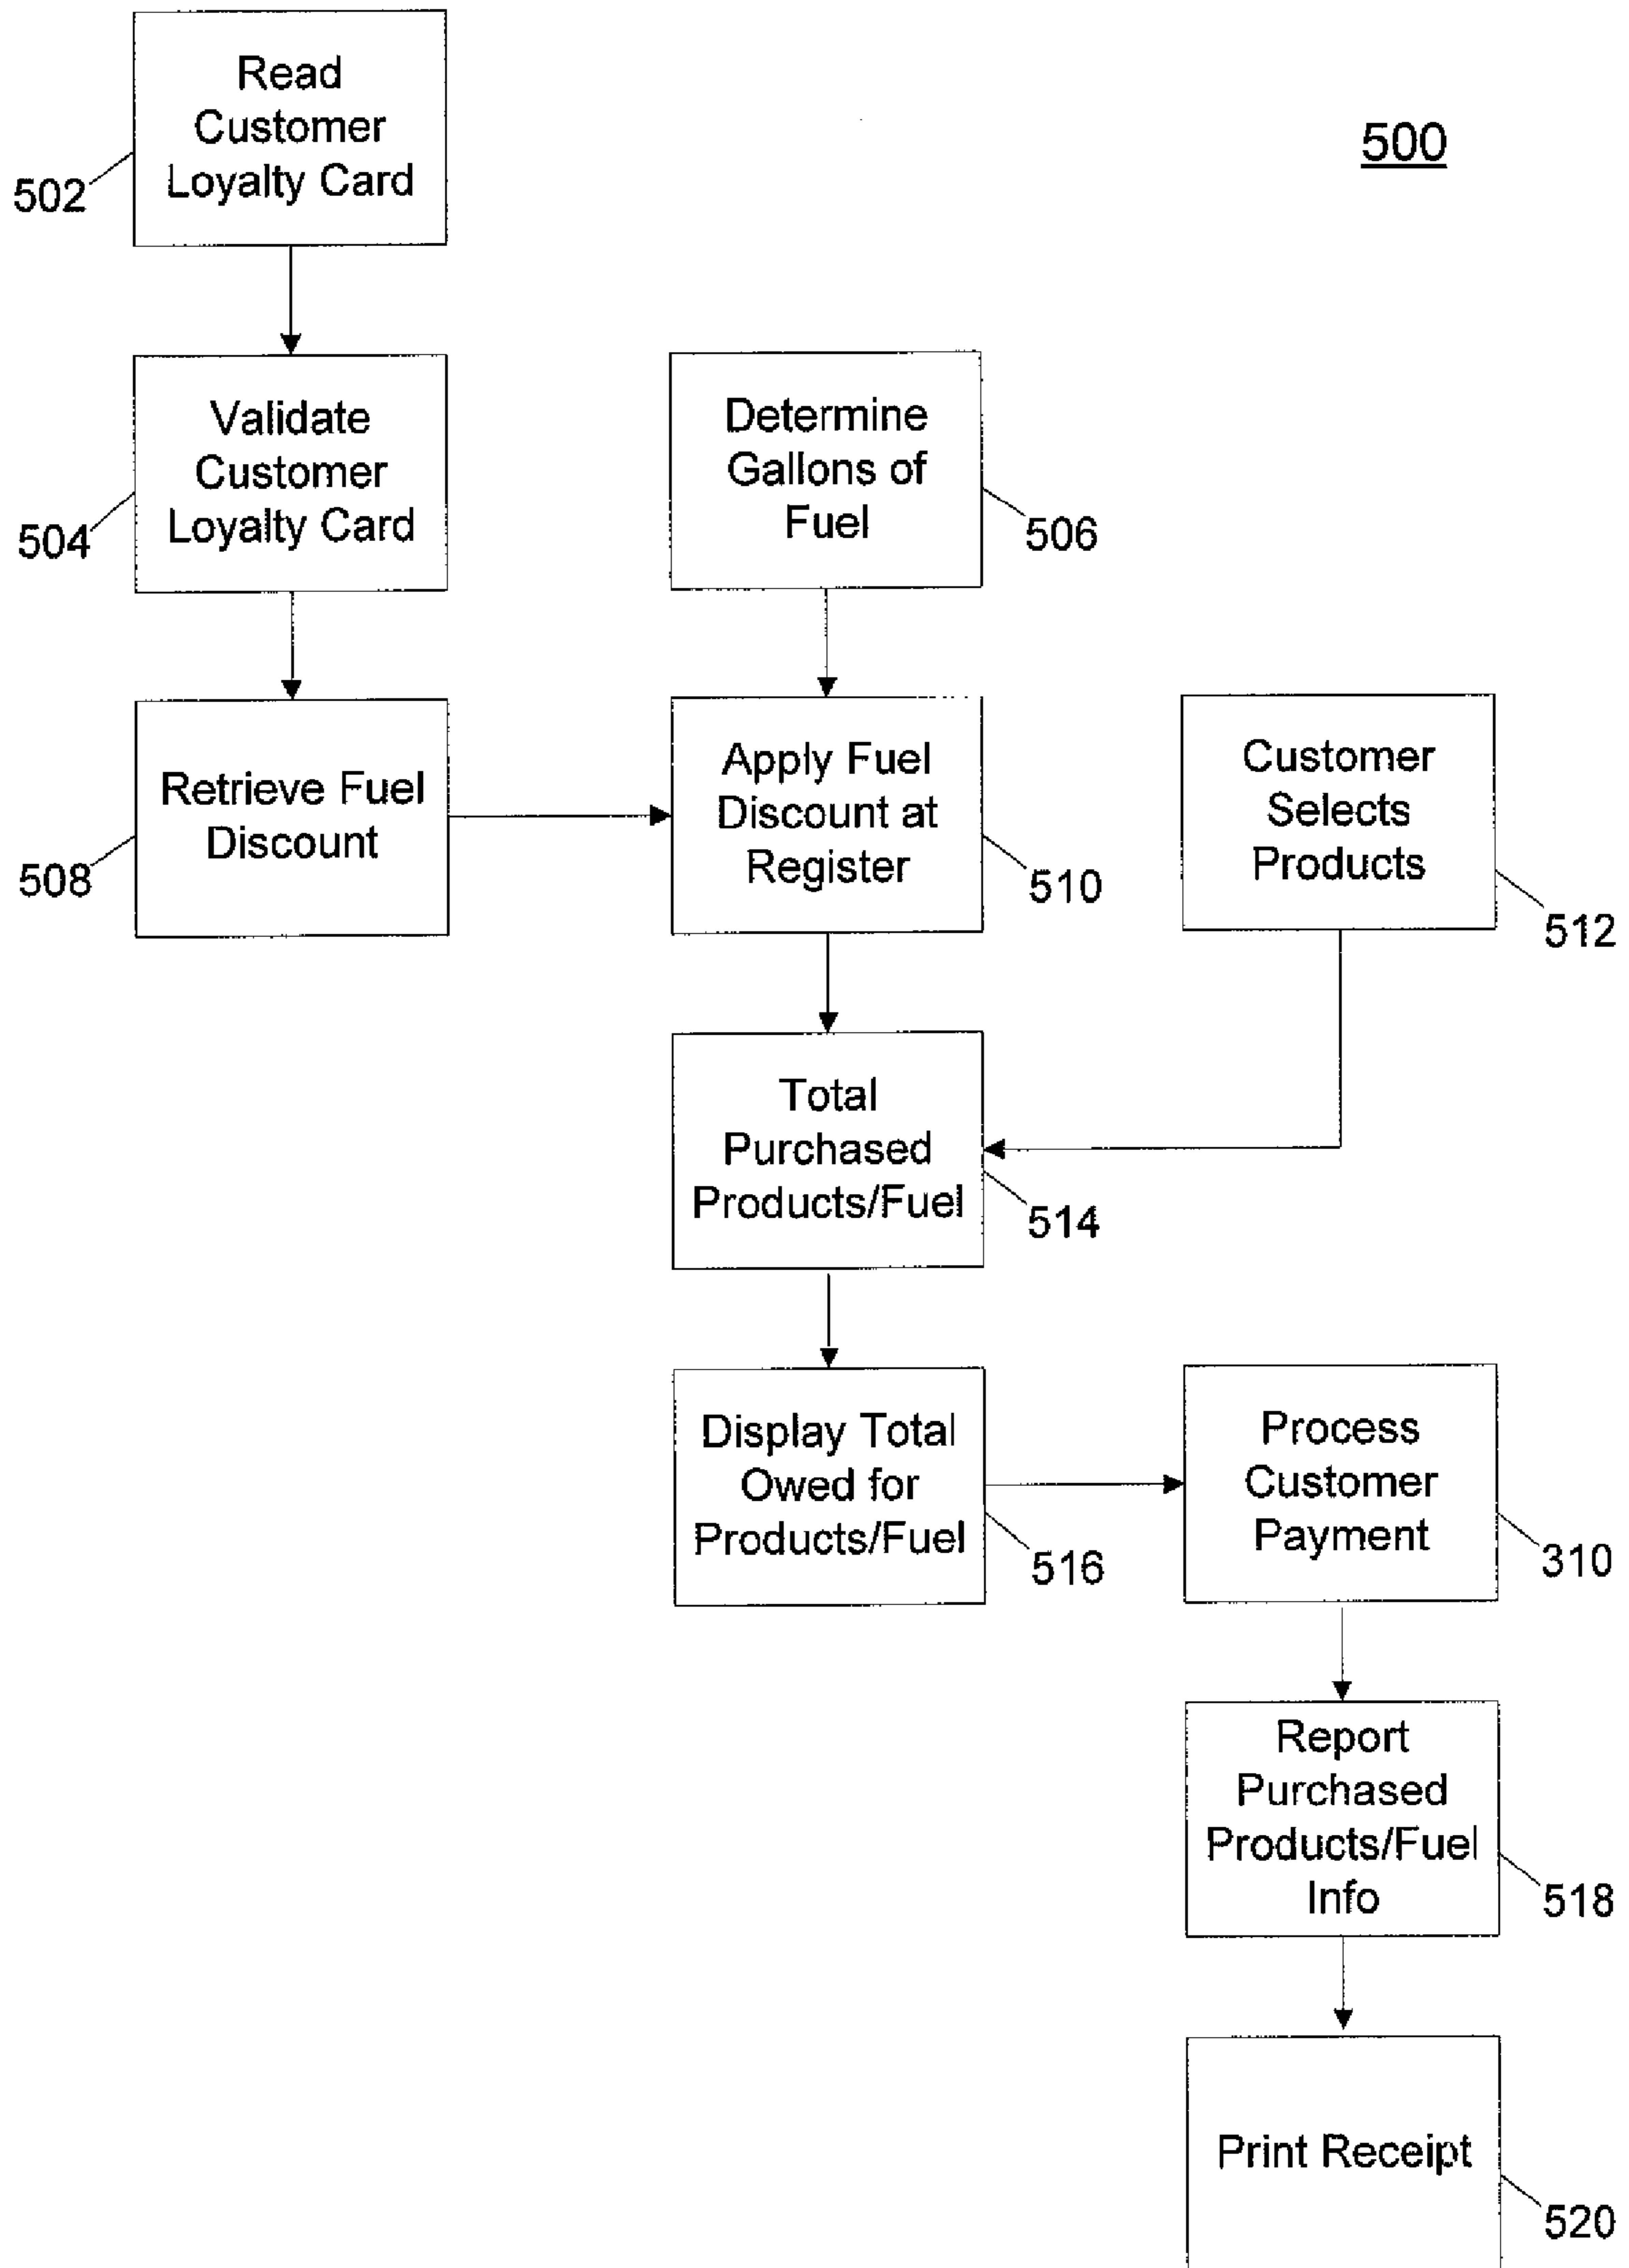 Read
Customer
Loyalty Card
502
500
Validate
Customer
Loyalty Card
504
Determine
Gallons of
Fuel
506
Retrieve Fuel
Discount
508
Apply Fuel
Discount at
Register
510
Customer
Selects
Products
512
Total
Purchased
Products/Fuel
514
Display Total
Owed for
Products/Fuel
516
Process
Customer
Payment
310
Report
Purchased
Products/Fuel
Info
518
Print Receipt
520